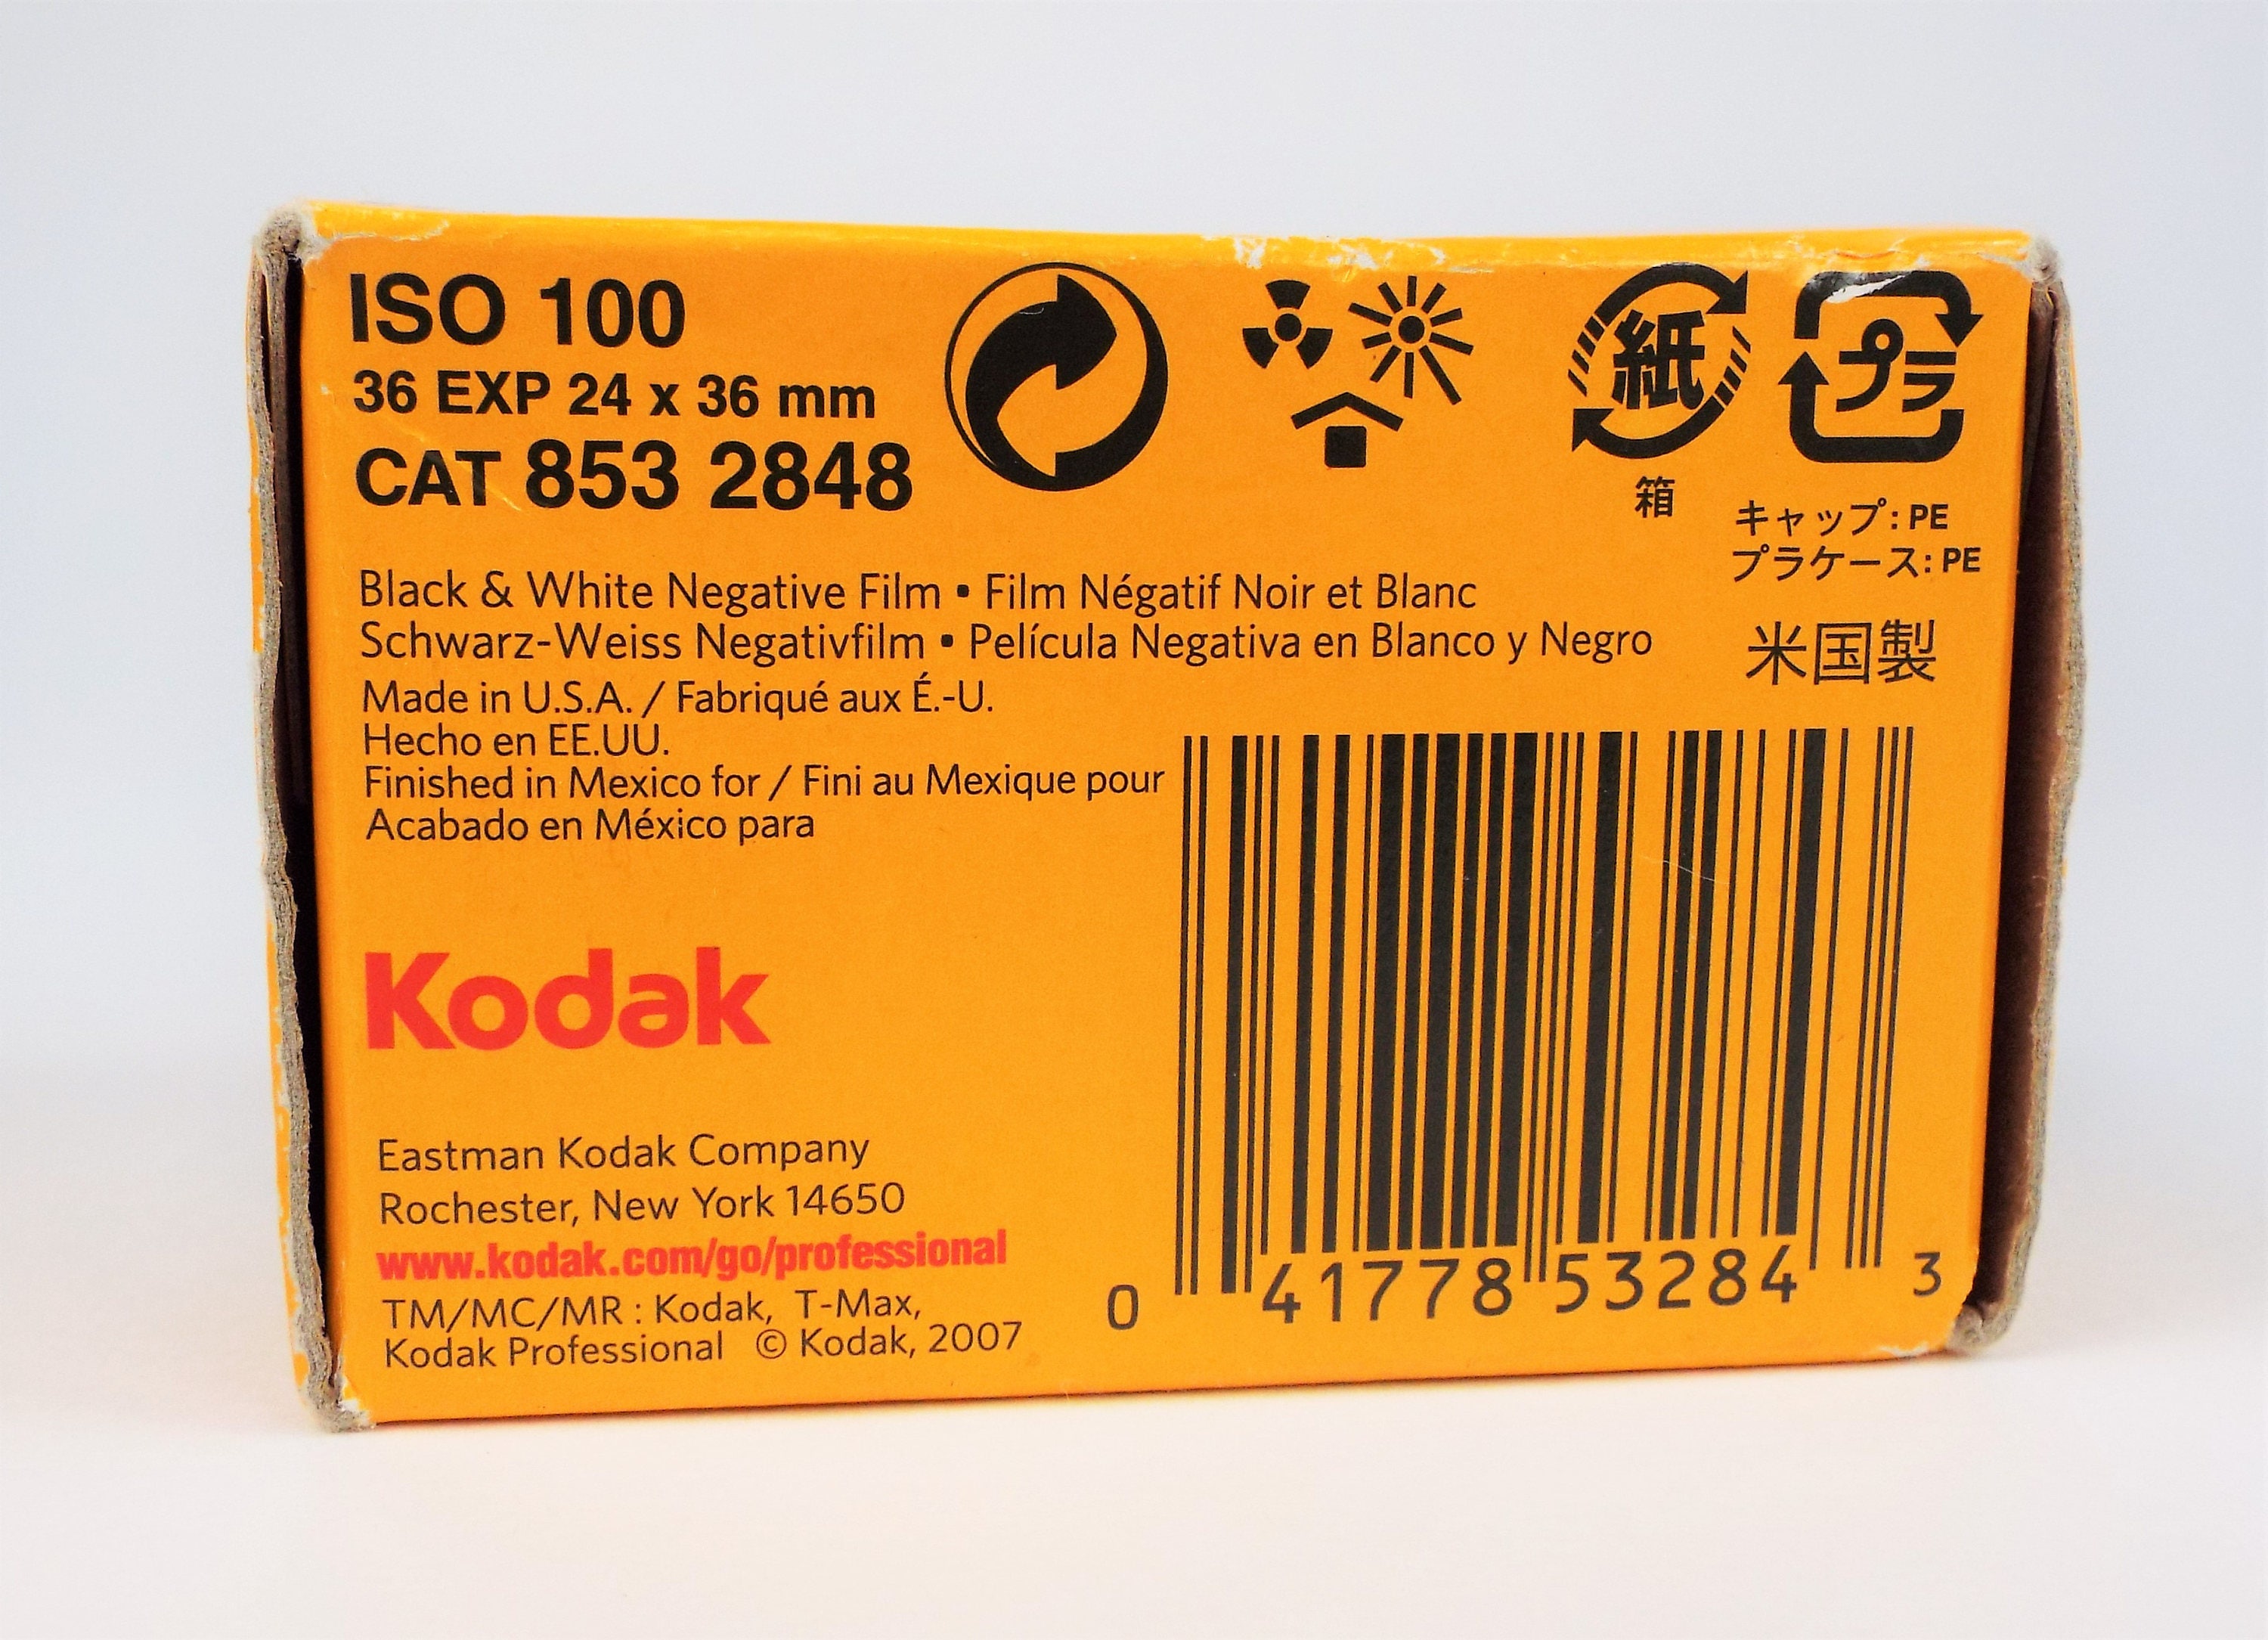 ISO 100
36 EXP 24 x 36 mm
CAT 853 2848
紙
プラ
箱
キャップ: PE
プラケース: PE
Black & White Negative Film • Film Négatif Noir et Blanc
Schwarz-Weiss Negativfilm • Película Negativa en Blanco y Negro
米国製
Made in U.S.A. / Fabriqué aux É.-U.
Hecho en EE.UU.
Finished in Mexico for / Fini au Mexique pour
Acabado en México para
Kodak
Eastman Kodak Company
Rochester, New York 14650
www.kodak.com/go/professional
TM/MC/MR : Kodak, T-Max,
Kodak Professional © Kodak, 2007
0 41778 53284 3